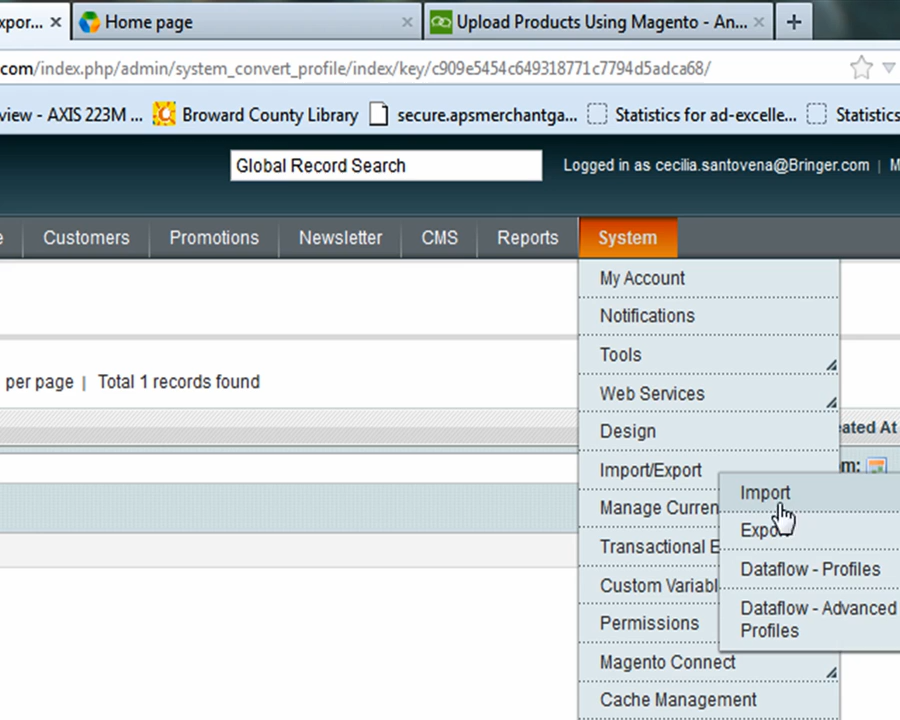 xpor...
Home page
Upload Products Using Magento - An...
com/index.php/admin/system_convert_profile/index/key/c909e5454c649318771c7794d5adca68/
view - AXIS 223M ...
Broward County Library
secure.apsmerchantga...
Statistics for ad-excelle...
Statistics
Global Record Search
Logged in as cecilia.santovena@Bringer.com | M
e
Customers
Promotions
Newsletter
CMS
Reports
System
My Account
Notifications
per page | Total 1 records found
Tools
Web Services
Design
ated At
Import/Export
m:
Import
Manage Curren
Expo
Transactional E
Dataflow - Profiles
Custom Variabl
Dataflow - Advanced
Profiles
Permissions
Magento Connect
Cache Management